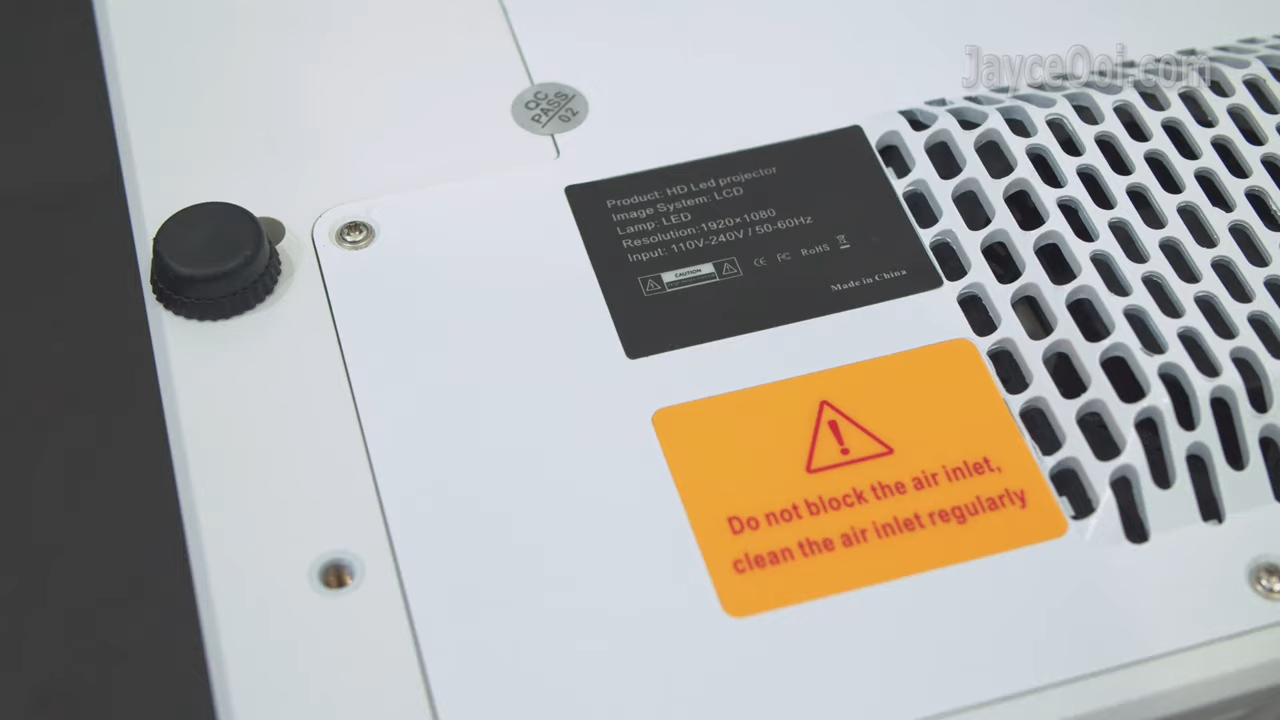 JayceOoi.com
QC
PASS
02
Product: HD Led projector
Image System: LCD
Lamp: LED
Resolution:1920×1080
Input: 110V-240V / 50-60Hz
CAUTION
CE FC RoHS
Made in China
Do not block the air inlet,
clean the air inlet regularly